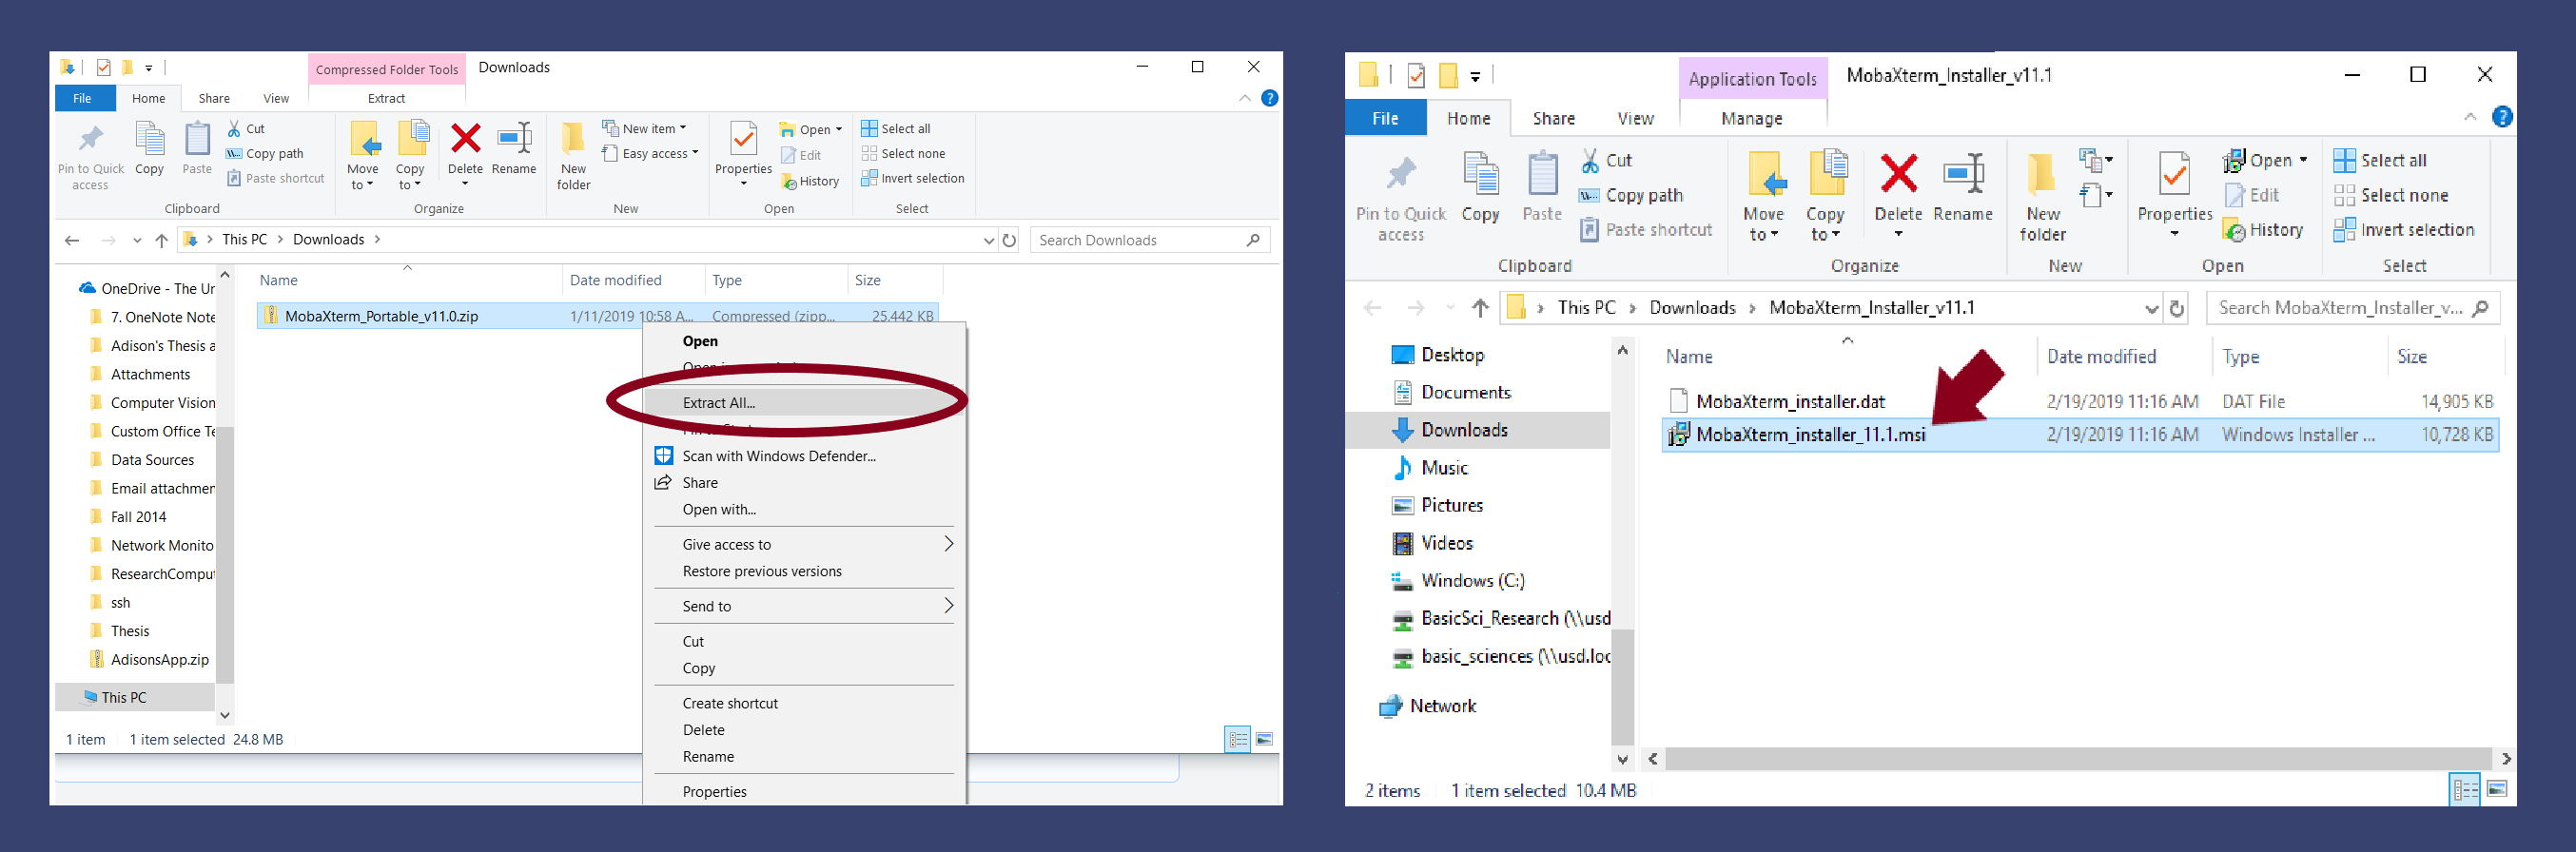 Compressed Folder Tools
Downloads
File
Home
Share
View
Extract
Pin to Quick access
Copy
Paste
Cut
Copy path
Paste shortcut
Clipboard
Move to
Copy to
Delete
Rename
Organize
New folder
New item
Easy access
New
Properties
Open
Edit
History
Open
Select all
Select none
Invert selection
Select
This PC > Downloads >
Search Downloads
OneDrive - The Ur
7. OneNote Note
Adison's Thesis a
Attachments
Computer Vision
Custom Office Te
Data Sources
Email attachmer
Fall 2014
Network Monito
ResearchComput
ssh
Thesis
AdisonsApp.zip
This PC
Name
Date modified
Type
Size
MobaXterm_Portable_v11.0.zip
1/11/2019 10:58 A...
Compressed (zipp...
25,442 KB
Open
Extract All...
Scan with Windows Defender...
Share
Open with...
Give access to
Restore previous versions
Send to
Cut
Copy
Create shortcut
Delete
Rename
Properties
1 item
1 item selected 24.8 MB
Application Tools
MobaXterm_Installer_v11.1
File
Home
Share
View
Manage
Pin to Quick access
Copy
Paste
Cut
Copy path
Paste shortcut
Clipboard
Move to
Copy to
Delete
Rename
Organize
New folder
New
Properties
Open
Edit
History
Open
Select all
Select none
Invert selection
Select
This PC > Downloads > MobaXterm_Installer_v11.1
Search MobaXterm_Installer_v...
Desktop
Documents
Downloads
Music
Pictures
Videos
Windows (C:)
BasicSci_Research (\\usd
basic_sciences (\\usd.loc
Network
Name
Date modified
Type
Size
MobaXterm_installer.dat
2/19/2019 11:16 AM
DAT File
14,905 KB
MobaXterm_installer_11.1.msi
2/19/2019 11:16 AM
Windows Installer ...
10,728 KB
2 items
1 item selected 10.4 MB